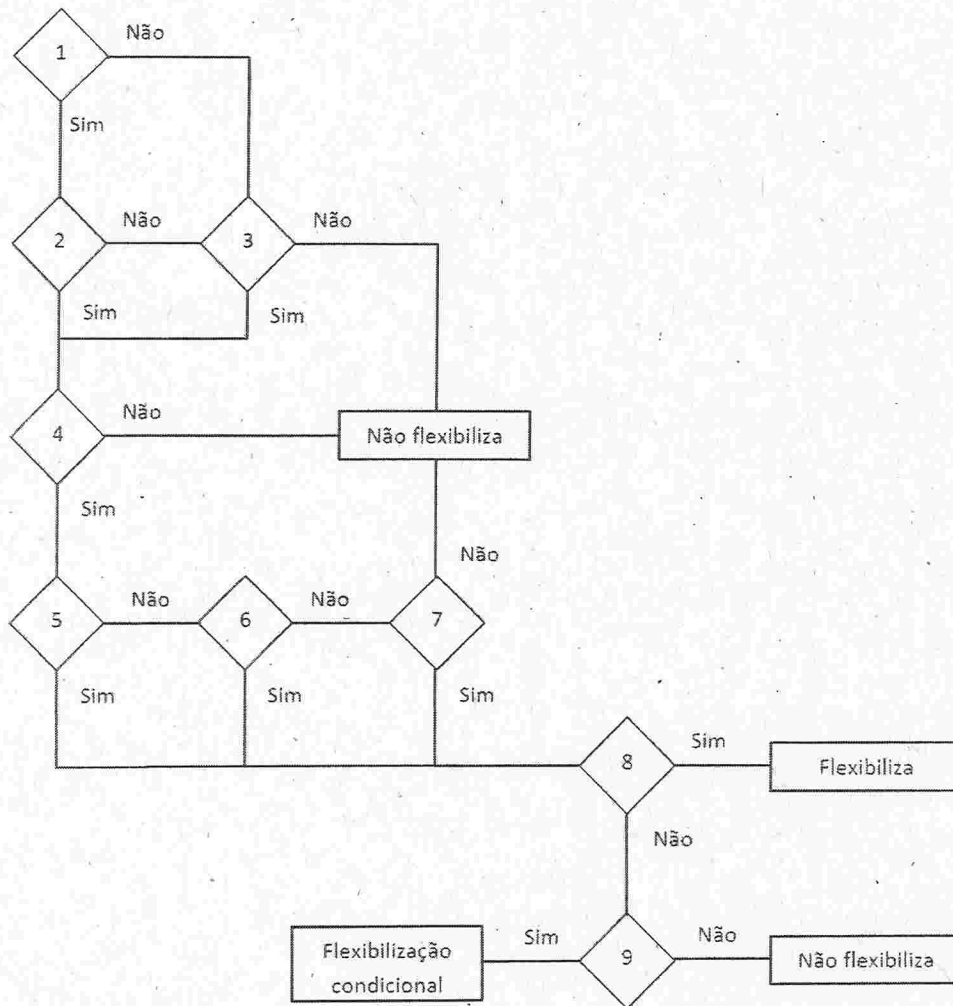 Não
1
Sim
Não
Não
2
3
Sim
Sim
Não
4
Não flexibiliza
Sim
Não
Não
Não
5
6
7
Sim
Sim
Sim
Sim
8
Flexibiliza
Não
Sim
Não
Flexibilização
condicional
9
Não flexibiliza